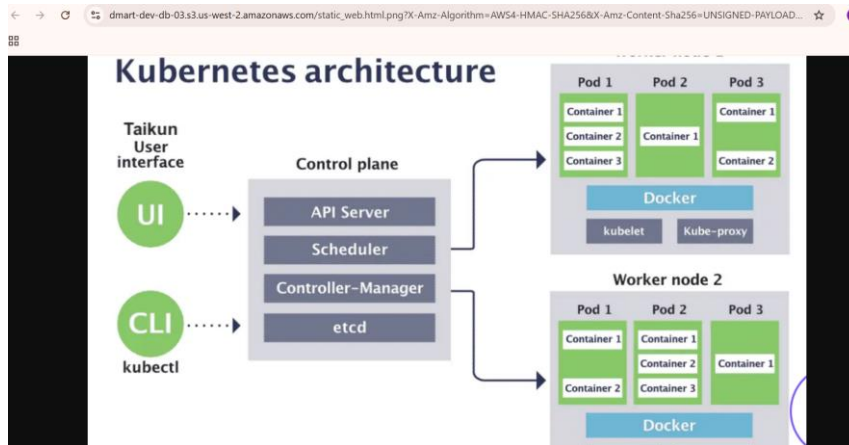 dmart-dev-db-03.s3.us-west-2.amazonaws.com/static_web.html.png?X-Amz-Algorithm=AWS4-HMAC-SHA256&X-Amz-Content-Sha256=UNSIGNED-PAYLOAD...
Kubernetes architecture
Taikun
User
interface
UI
CLI
kubectl
Control plane
API Server
Scheduler
Controller-Manager
etcd
Pod 1
Pod 2
Pod 3
Container 1
Container 2
Container 3
Container 1
Container 1
Container 2
Docker
kubelet
Kube-proxy
Worker node 2
Pod 1
Pod 2
Pod 3
Container 1
Container 2
Container 1
Container 2
Container 3
Container 1
Docker